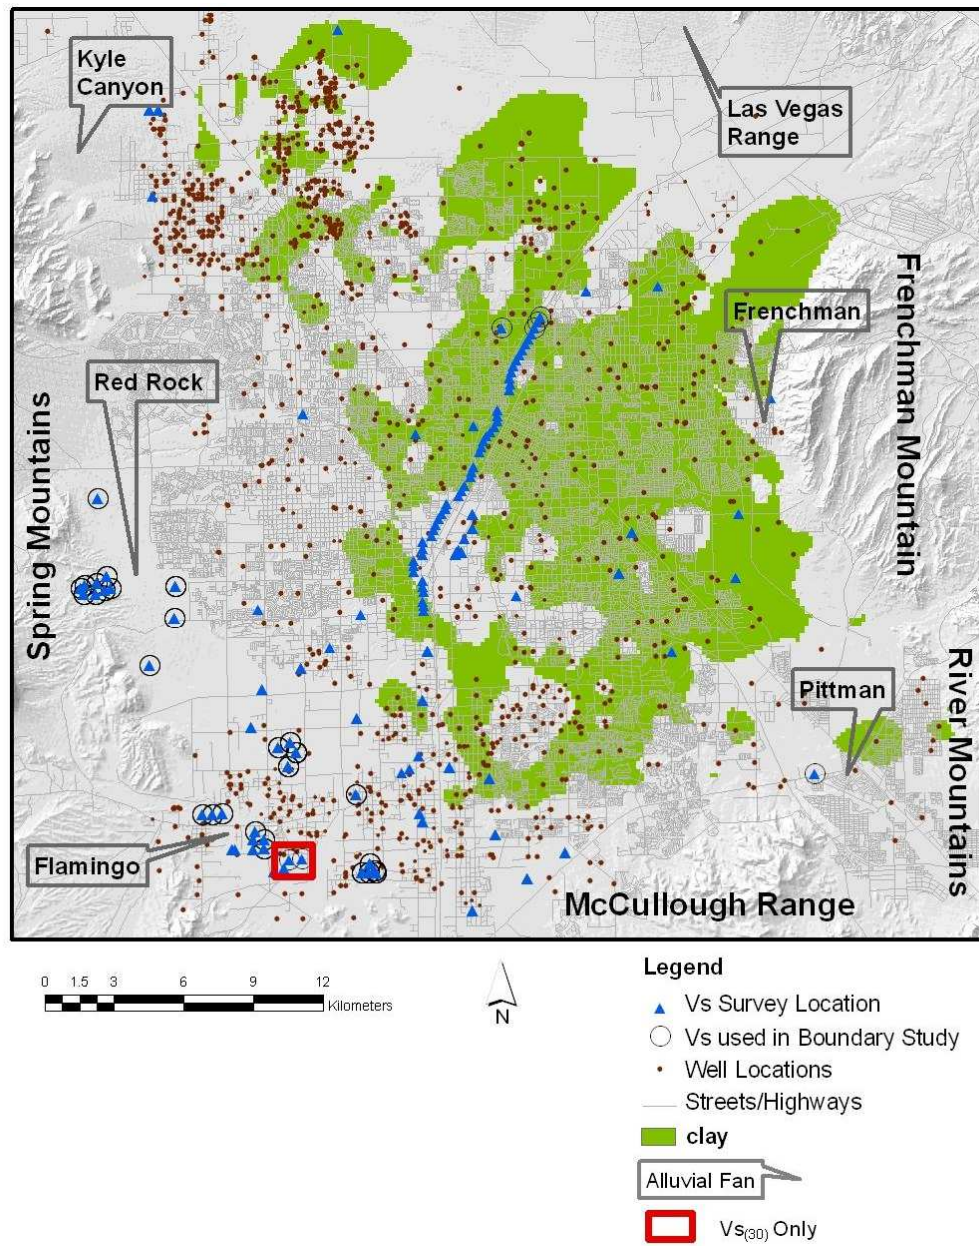 Kyle
Canyon
Las Vegas
Range
Frenchman
Frenchman Mountain
Red Rock
Spring Mountains
Pittman
River Mountains
Flamingo
McCullough Range
0 1.5 3 6 9 12
Kilometers
N
Legend
Vs Survey Location
Vs used in Boundary Study
Well Locations
Streets/Highways
clay
Alluvial Fan
Vs(30) Only